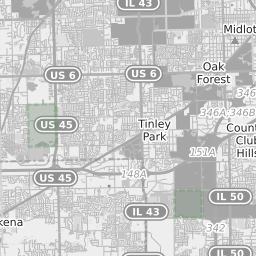 IL 43
Midlot
Oak
Forest
US 6
US 6
346
346A;346B
US 45
Tinley
Park
Count
Club
Hills
151A
148A
US 45
IL 43
IL 50
kena
342
IL 50